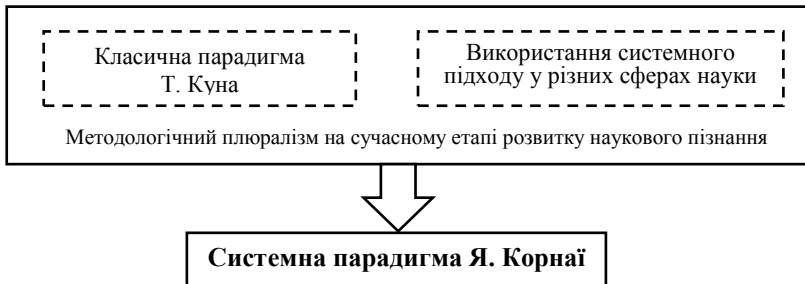 Класична парадигма
Т. Куна
Використання системного
підходу у різних сферах науки
Методологічний плюралізм на сучасному етапі розвитку наукового пізнання
Системна парадигма Я. Корнаї